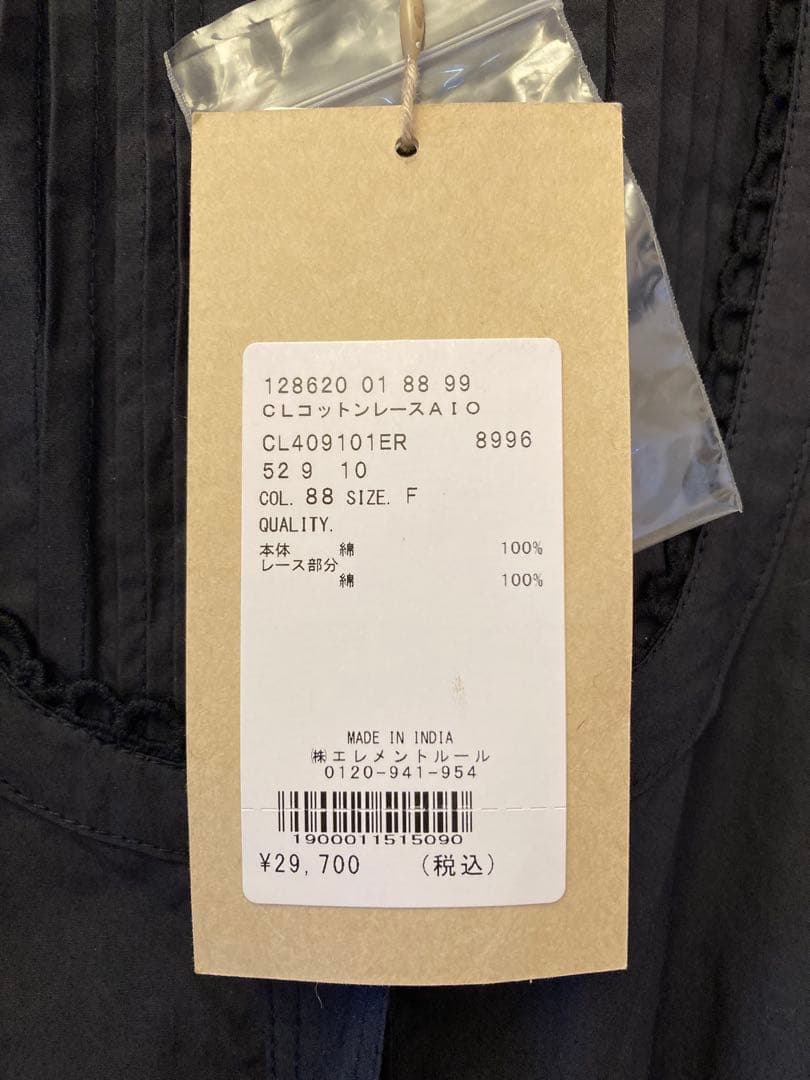 128620 01 88 99
CLコットンレースAIO
CL409101ER 8996
52 9 10
COL. 88 SIZE. F
QUALITY.
本体 綿 100%
レース部分
綿 100%
MADE IN INDIA
㈱エレメントルール
0120-941-954
1900011515090
¥29,700 (税込)